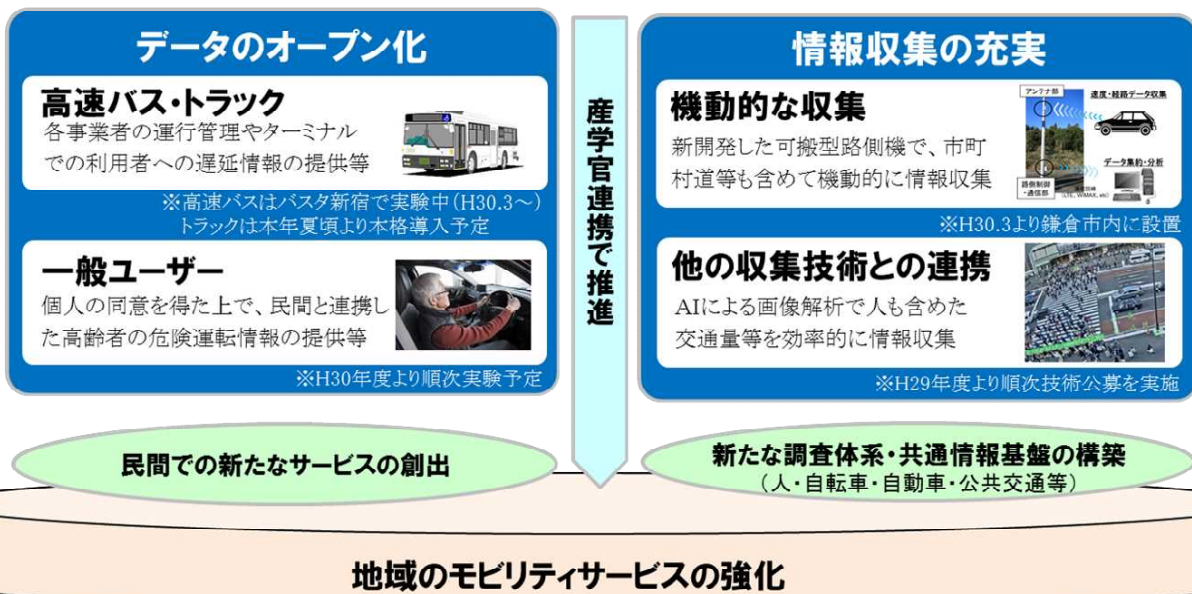 データのオープン化
高速バス・トラック
各事業者の運行管理やターミナル
での利用者への遅延情報の提供等
※高速バスはバスタ新宿で実験中(H30.3～)
トラックは本年夏頃より本格導入予定
一般ユーザー
個人の同意を得た上で、民間と連携し
た高齢者の危険運転情報の提供等
※H30年度より順次実験予定
産学官連携で推進
情報収集の充実
機動的な収集
新開発した可搬型路側機で、市町
村道等も含めて機動的に情報収集
アンテナ部
速度・経路データ収集
データ集約・分析
路側制御
・通信部
(LTE, WiMAX, etc)
※H30.3より鎌倉市内に設置
他の収集技術との連携
AIによる画像解析で人も含めた
交通量等を効率的に情報収集
※H29年度より順次技術公募を実施
民間での新たなサービスの創出
新たな調査体系・共通情報基盤の構築
（人・自転車・自動車・公共交通等）
地域のモビリティサービスの強化